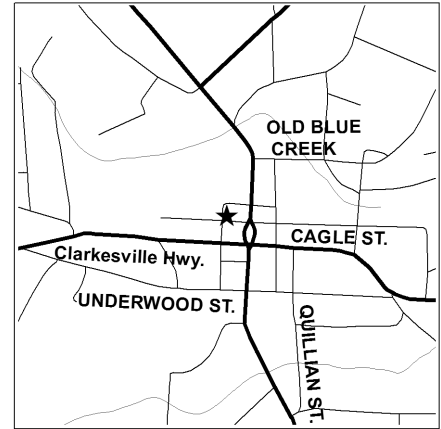 OLD BLUE
CREEK
CAGLE ST.
Clarkesville Hwy.
UNDERWOOD ST.
QUILLIAN ST.